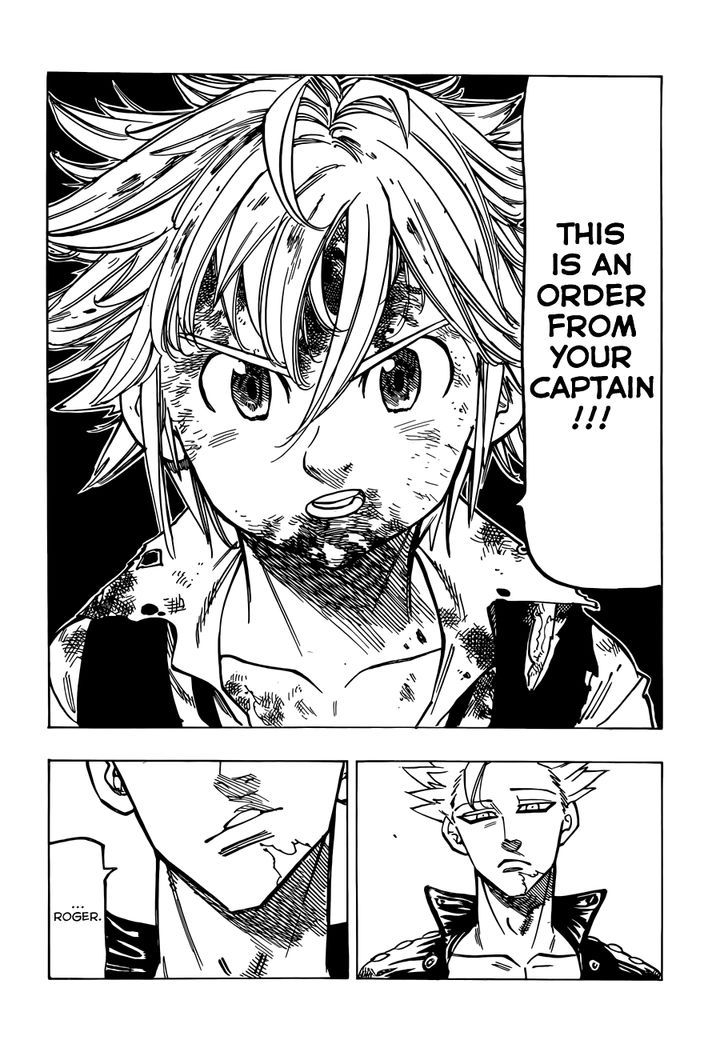 THIS
IS AN
ORDER
FROM
YOUR
CAPTAIN
!!!
...
ROGER.